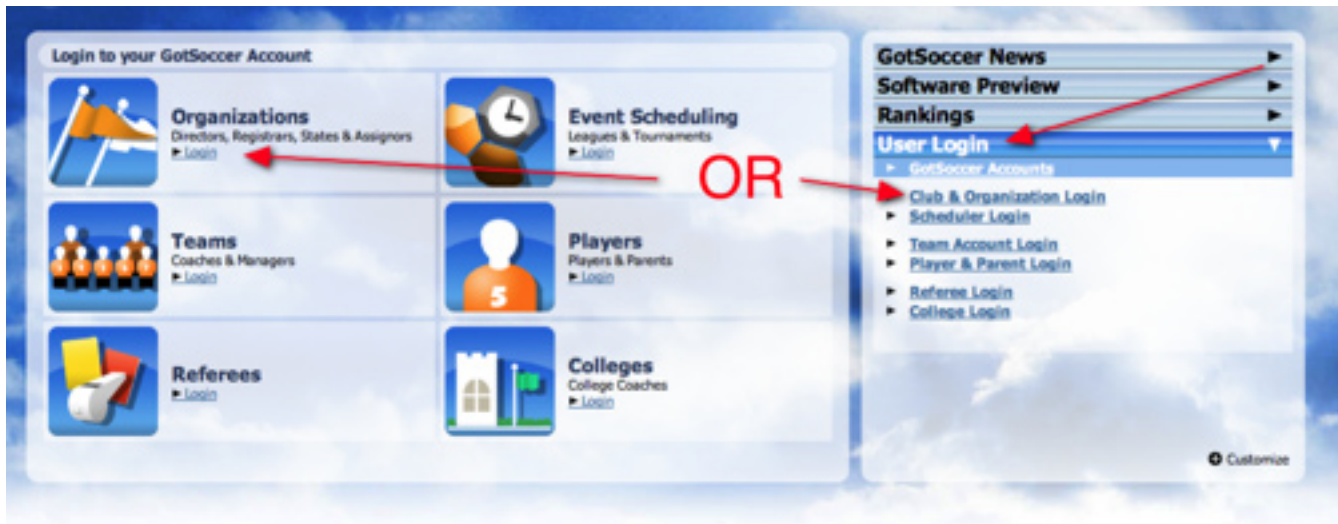 Login to your GotSoccer Account
Organizations
Directors, Registrars, States & Assignors
► Login
Event Scheduling
Leagues & Tournaments
► Login
Teams
Coaches & Managers
► Login
Players
Players & Parents
► Login
5
Referees
► Login
Colleges
College Coaches
► Login
OR
GotSoccer News ►
Software Preview ►
Rankings ►
User Login ▼
► GotSoccer Accounts
Club & Organization Login
► Scheduler Login
► Team Account Login
► Player & Parent Login
► Referee Login
► College Login
Customize